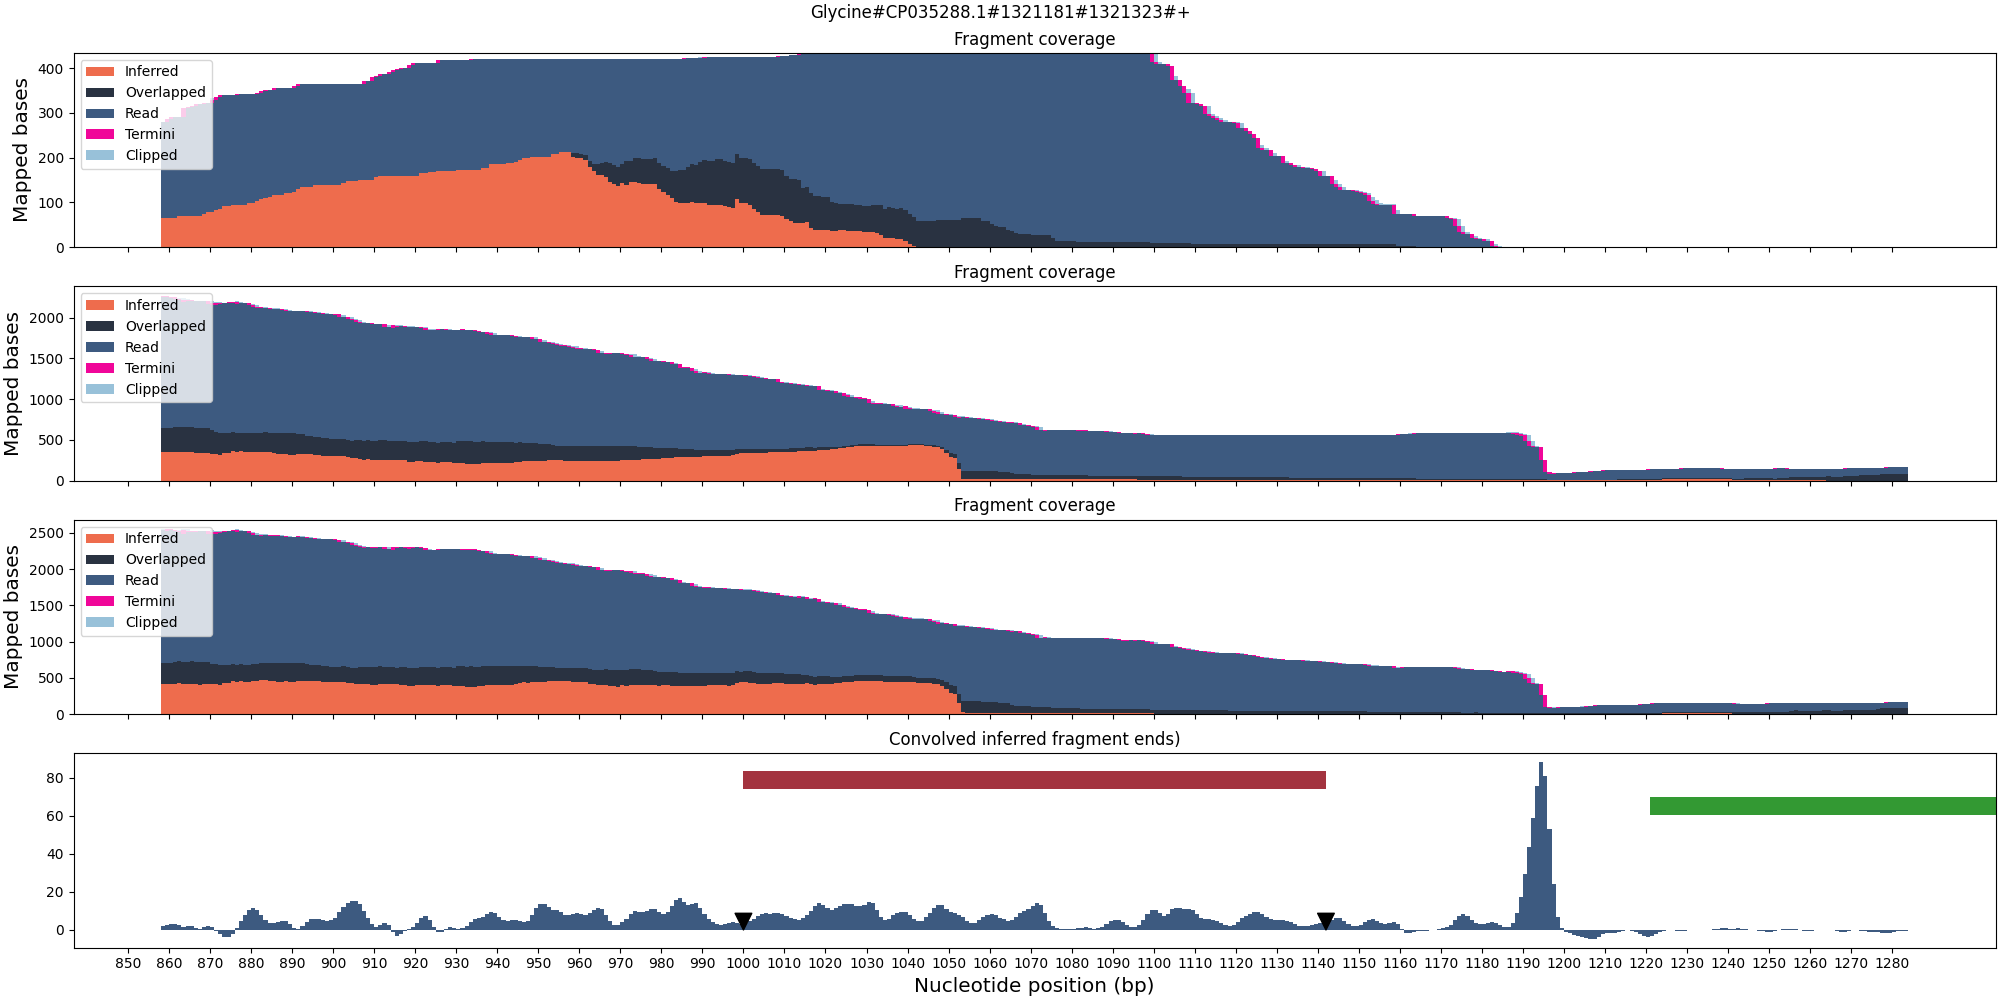 Glycine#CP035288.1#1321181#1321323#+
Fragment coverage
Mapped bases
400
300
200
100
0
Inferred
Overlapped
Read
Termini
Clipped
Fragment coverage
Mapped bases
2000
1500
1000
500
0
Inferred
Overlapped
Read
Termini
Clipped
Fragment coverage
Mapped bases
2500
2000
1500
1000
500
0
Inferred
Overlapped
Read
Termini
Clipped
Convolved inferred fragment ends)
80
60
40
20
0
850 860 870 880 890 900 910 920 930 940 950 960 970 980 990 1000 1010 1020 1030 1040 1050 1060 1070 1080 1090 1100 1110 1120 1130 1140 1150 1160 1170 1180 1190 1200 1210 1220 1230 1240 1250 1260 1270 1280
Nucleotide position (bp)